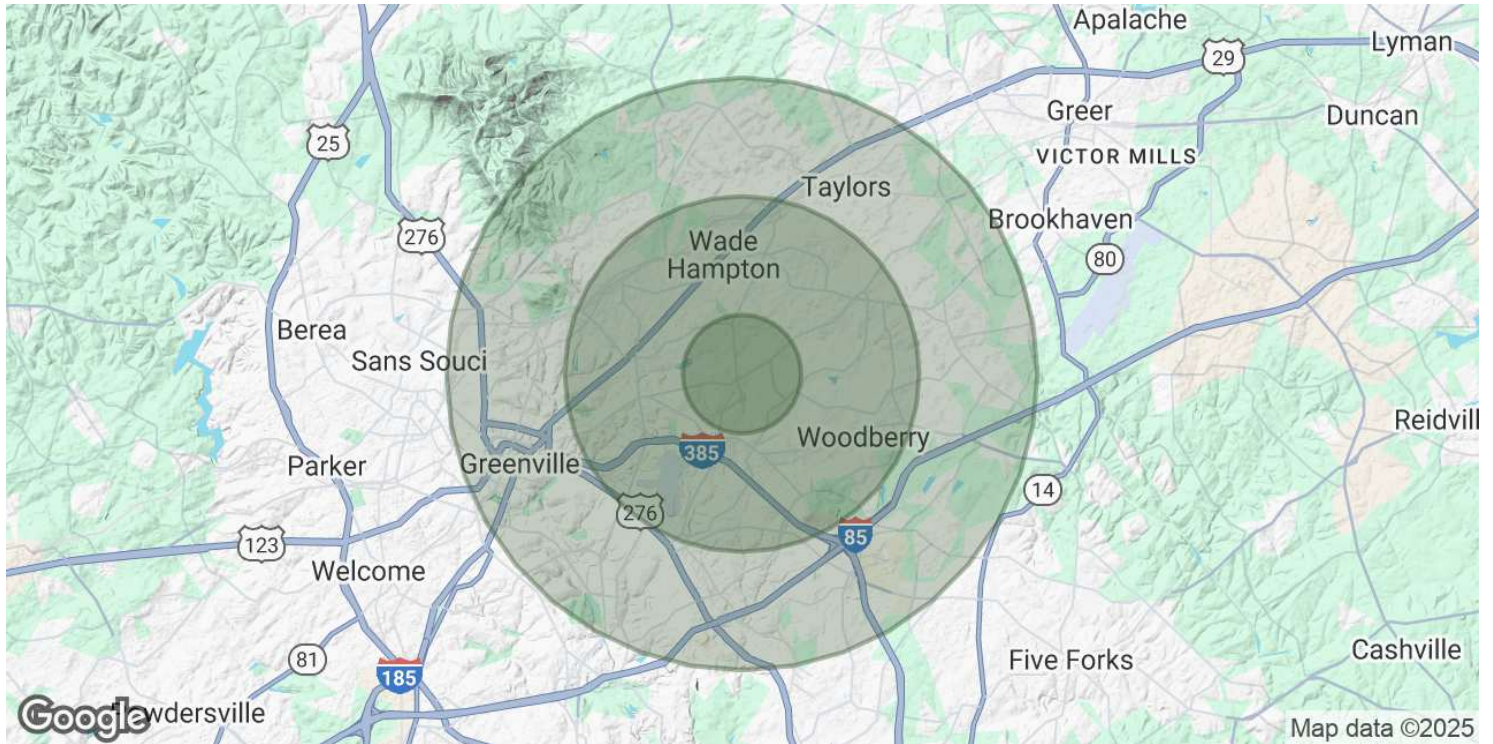 Apalache
Lyman
29
Greer
Duncan
25
VICTOR MILLS
Taylors
Brookhaven
276
Wade
Hampton
80
Berea
Sans Souci
Reidvill
Woodberry
385
Parker
Greenville
14
276
85
123
Welcome
81
Five Forks
Cashville
185
Google
wdersville
Map data ©2025